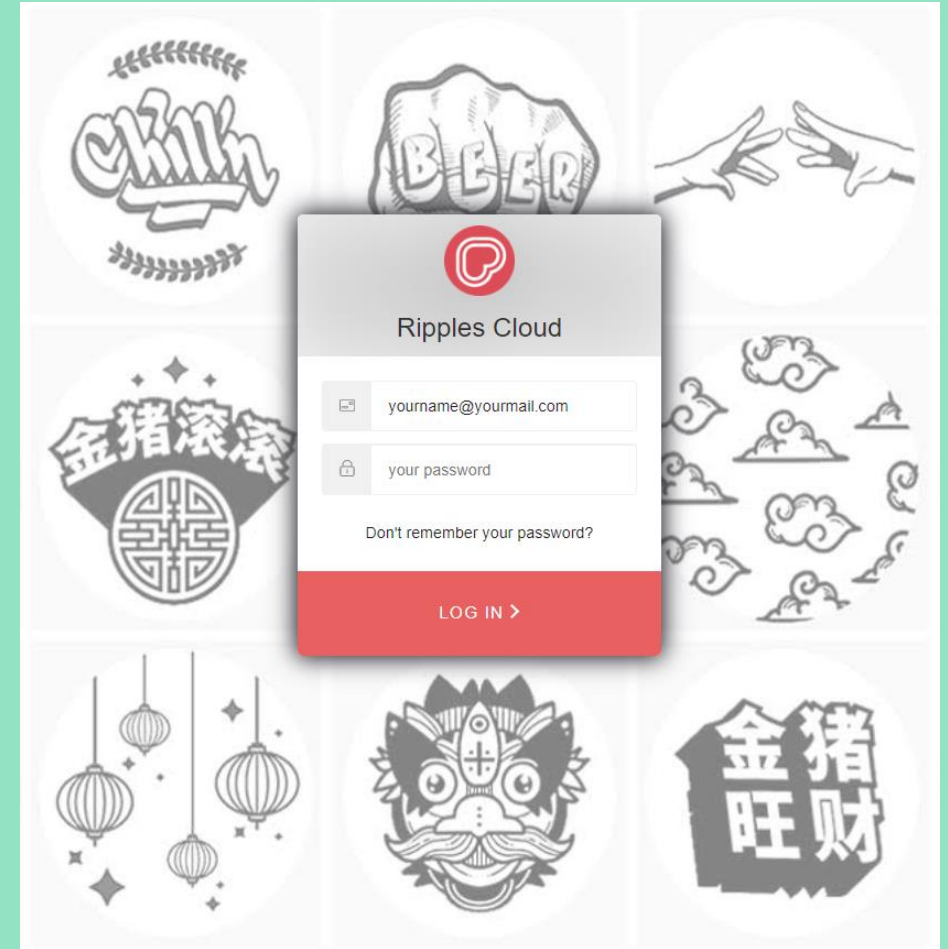 Chill'n
BEER
Ripples Cloud
yourname@yourmail.com
your password
Don't remember your password?
LOG IN
金猪滚滚
金猪
旺财